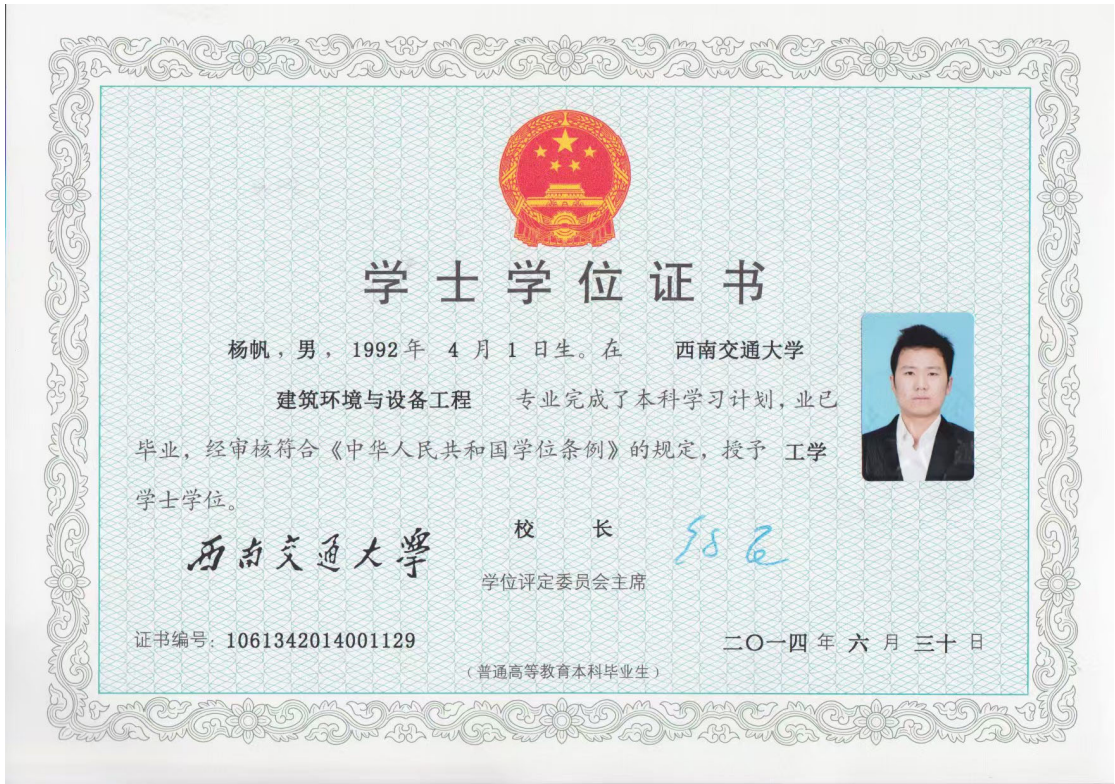 学士学位证书
杨帆，男，1992年 4 月 1 日生。在 西南交通大学
建筑环境与设备工程 专业完成了本科学习计划，业已
毕业，经审核符合《中华人民共和国学位条例》的规定，授予 工学
学士学位。
西南交通大學
校 长
学位评定委员会主席
证书编号：1061342014001129
二〇一四 年 六 月 三十 日
（普通高等教育本科毕业生）